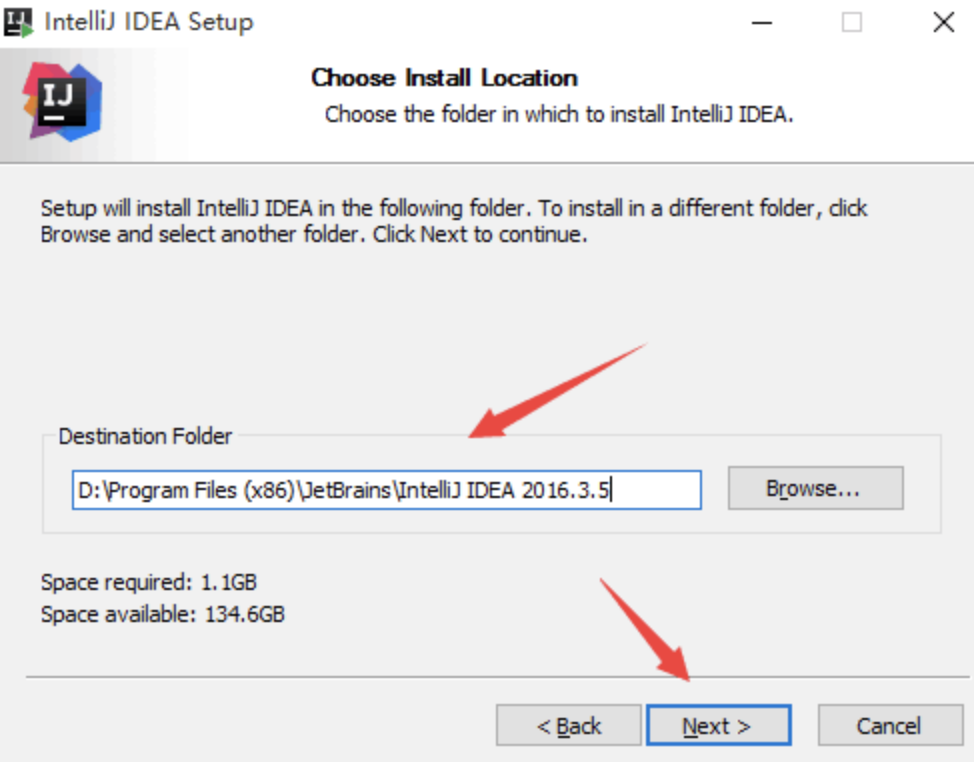 IntelliJ IDEA Setup
IJ
Choose Install Location
Choose the folder in which to install IntelliJ IDEA.
Setup will install IntelliJ IDEA in the following folder. To install in a different folder, click
Browse and select another folder. Click Next to continue.
Destination Folder
D:\Program Files (x86)\JetBrains\IntelliJ IDEA 2016.3.5
Browse...
Space required: 1.1GB
Space available: 134.6GB
< Back
Next >
Cancel